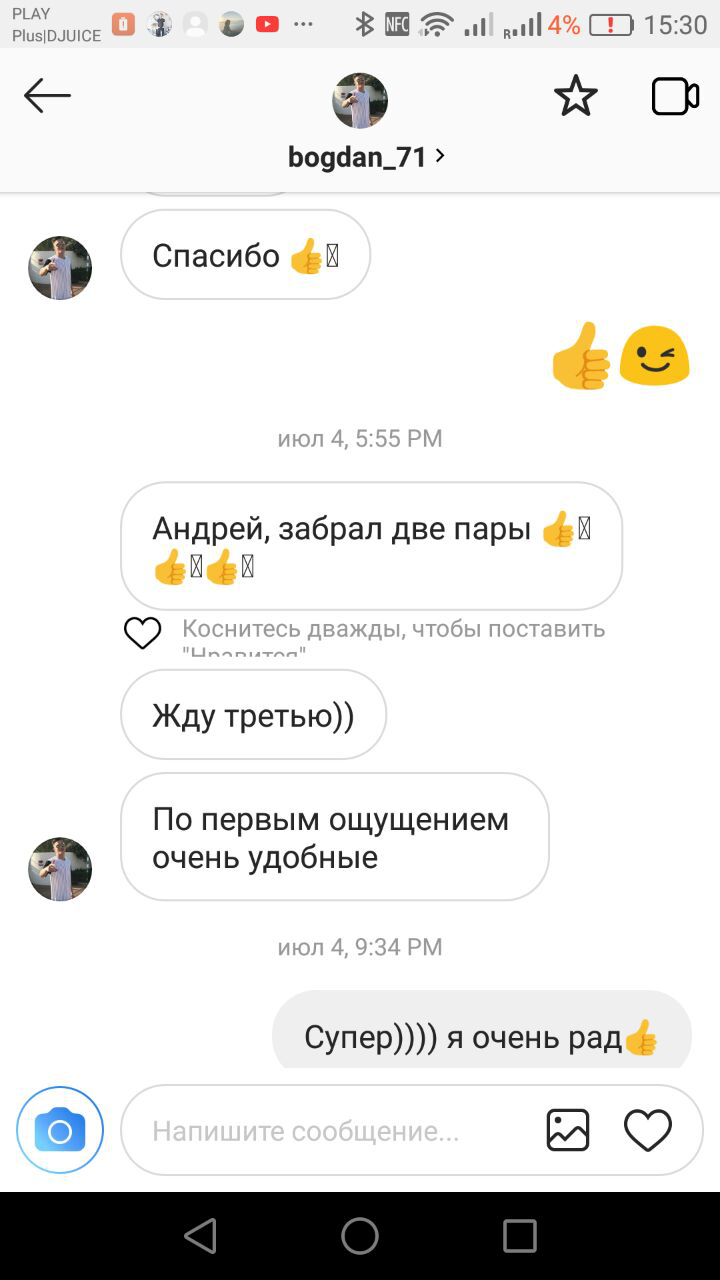 PLAY
Plus|DJUICE
NFC
R
4%
15:30
bogdan_71
Спасибо 👍
👍😉
июл 4, 5:55 PM
Андрей, забрал две пары 👍
👍👍
Коснитесь дважды, чтобы поставить
"Нравится"
Жду третью))
По первым ощущением
очень удобные
июл 4, 9:34 PM
Супер)))) я очень рад👍
Напишите сообщение...